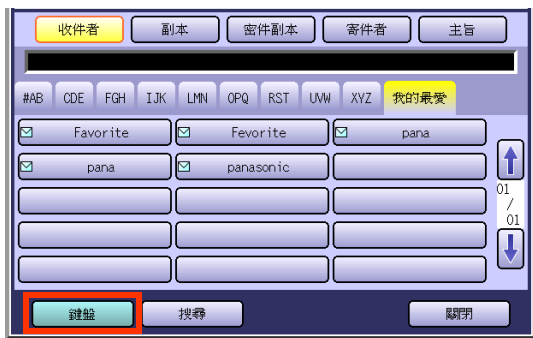 收件者 副本 密件副本 寄件者 主旨
#AB CDE FGH IJK LMN OPQ RST UVW XYZ 我的最愛
Favorite Fevorite pana
pana panasonic
01
/
01
鍵盤 搜尋 關閉